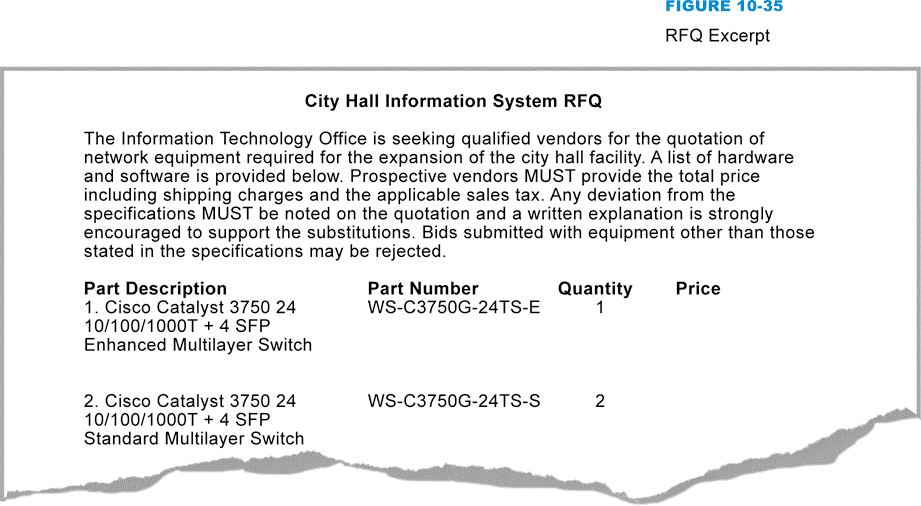 FIGURE 10-35
RFQ Excerpt
City Hall Information System RFQ
The Information Technology Office is seeking qualified vendors for the quotation of
network equipment required for the expansion of the city hall facility. A list of hardware
and software is provided below. Prospective vendors MUST provide the total price
including shipping charges and the applicable sales tax. Any deviation from the
specifications MUST be noted on the quotation and a written explanation is strongly
encouraged to support the substitutions. Bids submitted with equipment other than those
stated in the specifications may be rejected.
Part Description Part Number Quantity Price
1. Cisco Catalyst 3750 24 WS-C3750G-24TS-E 1
10/100/1000T + 4 SFP
Enhanced Multilayer Switch
2. Cisco Catalyst 3750 24 WS-C3750G-24TS-S 2
10/100/1000T + 4 SFP
Standard Multilayer Switch